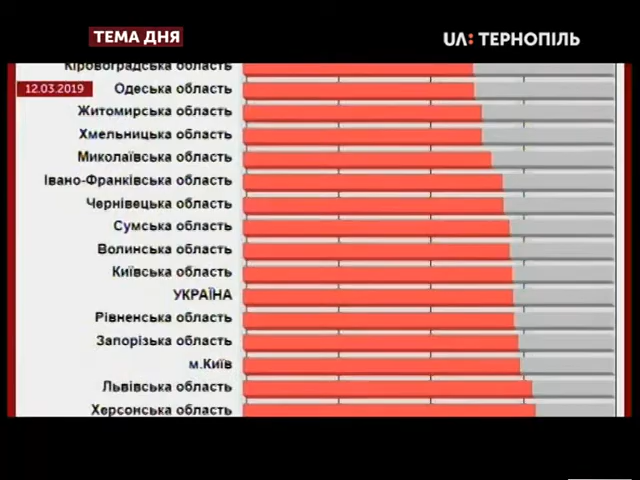 ТЕМА ДНЯ
UA: ТЕРНОПІЛЬ
Кіровоградська область
12.03.2019
Одеська область
Житомирська область
Хмельницька область
Миколаївська область
Івано-Франківська область
Чернівецька область
Сумська область
Волинська область
Київська область
УКРАЇНА
Рівненська область
Запорізька область
м.Київ
Львівська область
Херсонська область